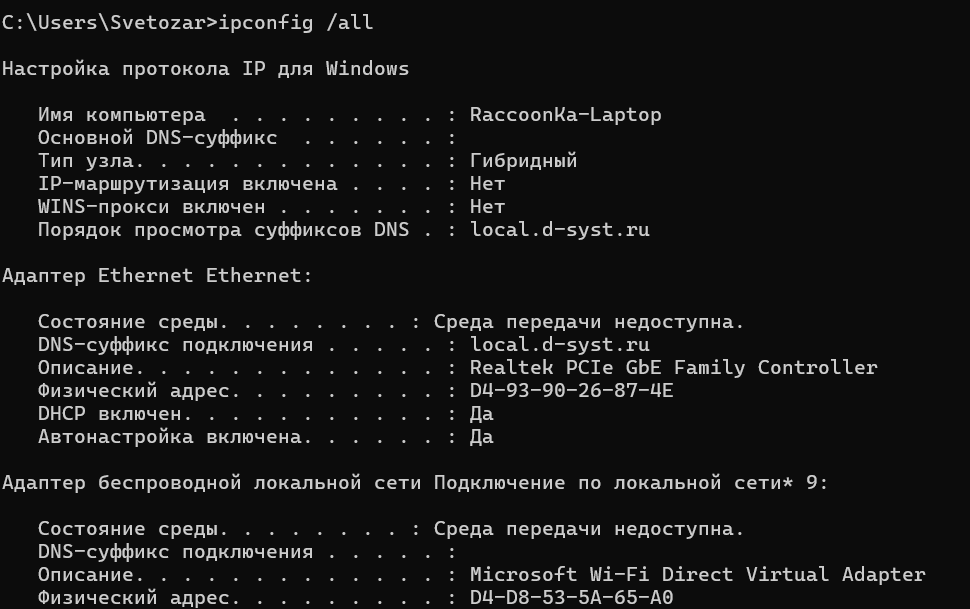 C:\Users\Svetozar>ipconfig /all
Настройка протокола IP для Windows
Имя компьютера  . . . . . . . . . : RaccoonKa-Laptop
Основной DNS-суффикс  . . . . . . :
Тип узла. . . . . . . . . . . . . : Гибридный
IP-маршрутизация включена . . . . : Нет
WINS-прокси включен . . . . . . . : Нет
Порядок просмотра суффиксов DNS . : local.d-syst.ru
Адаптер Ethernet Ethernet:
Состояние среды. . . . . . . . : Среда передачи недоступна.
DNS-суффикс подключения . . . . . : local.d-syst.ru
Описание. . . . . . . . . . . . . : Realtek PCIe GbE Family Controller
Физический адрес. . . . . . . . . : D4-93-90-26-87-4E
DHCP включен. . . . . . . . . . . : Да
Автонастройка включена. . . . . . : Да
Адаптер беспроводной локальной сети Подключение по локальной сети* 9:
Состояние среды. . . . . . . . : Среда передачи недоступна.
DNS-суффикс подключения . . . . . :
Описание. . . . . . . . . . . . . : Microsoft Wi-Fi Direct Virtual Adapter
Физический адрес. . . . . . . . . : D4-D8-53-5A-65-A0